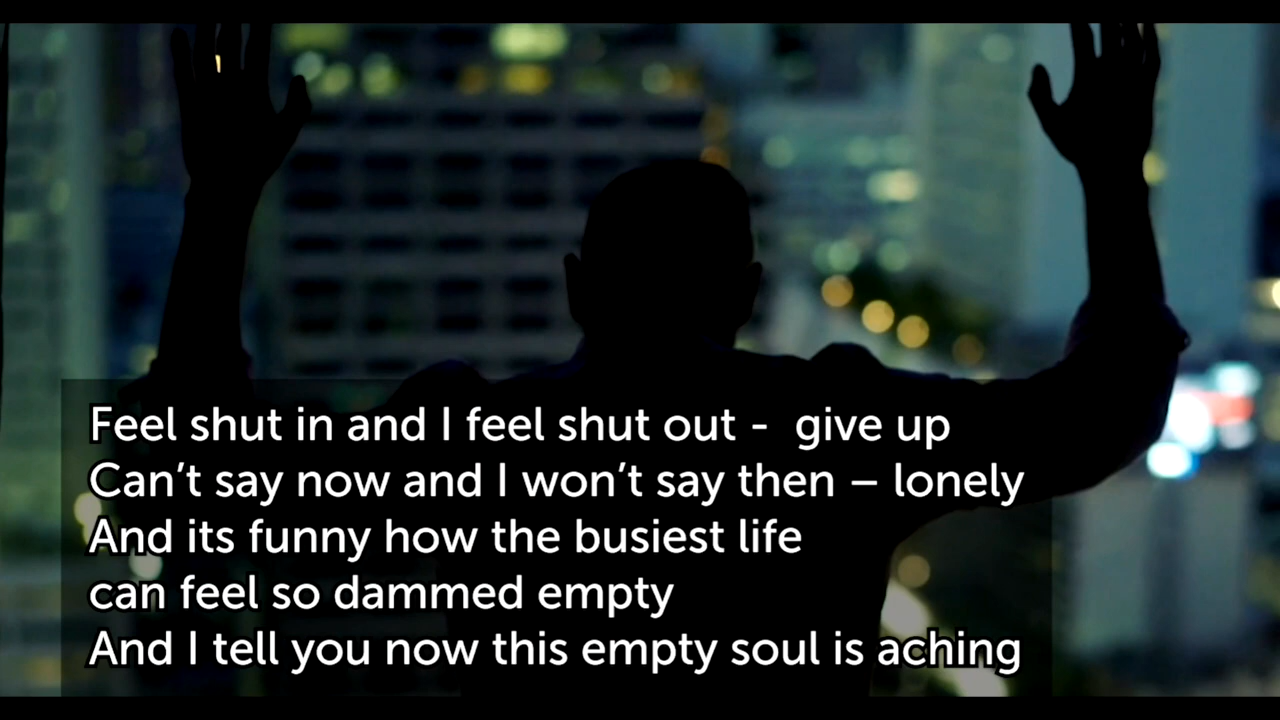 Feel shut in and I feel shut out -  give up
Can’t say now and I won’t say then – lonely
And its funny how the busiest life
can feel so dammed empty
And I tell you now this empty soul is aching